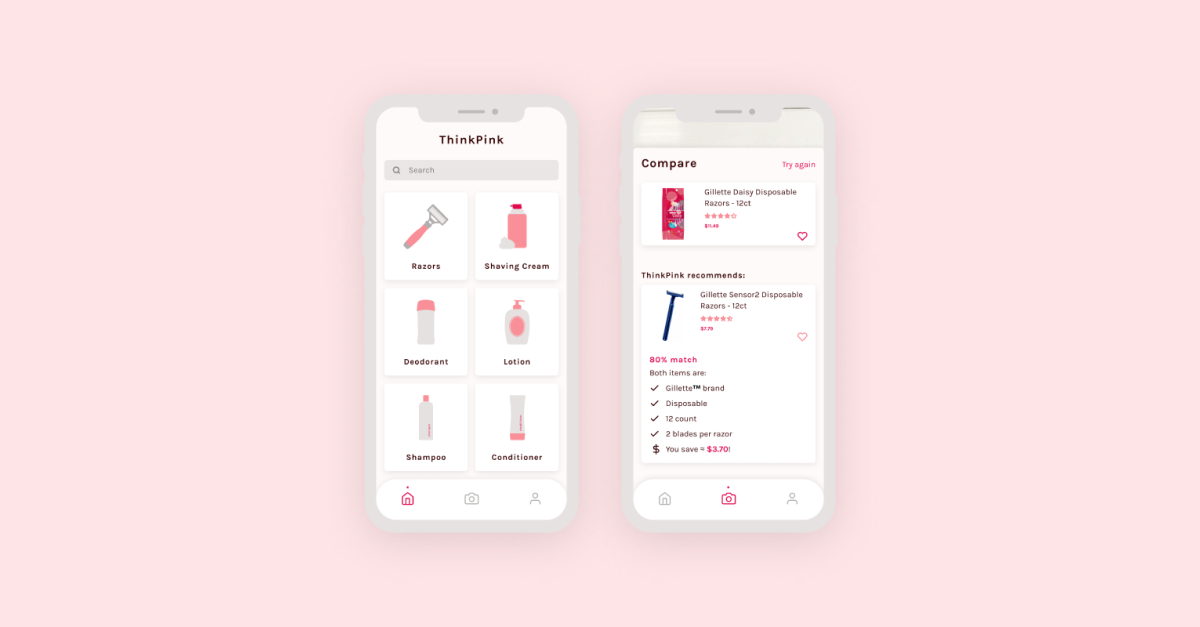 ThinkPink
Search
Razors
Shaving Cream
Deodorant
Lotion
Shampoo
Conditioner
Compare
Try again
Gillette Daisy Disposable
Razors - 12ct
$11.49
ThinkPink recommends:
Gillette Sensor2 Disposable
Razors - 12ct
$7.79
80% match
Both items are:
Gillette™ brand
Disposable
12 count
2 blades per razor
$ You save ≈ $3.70!